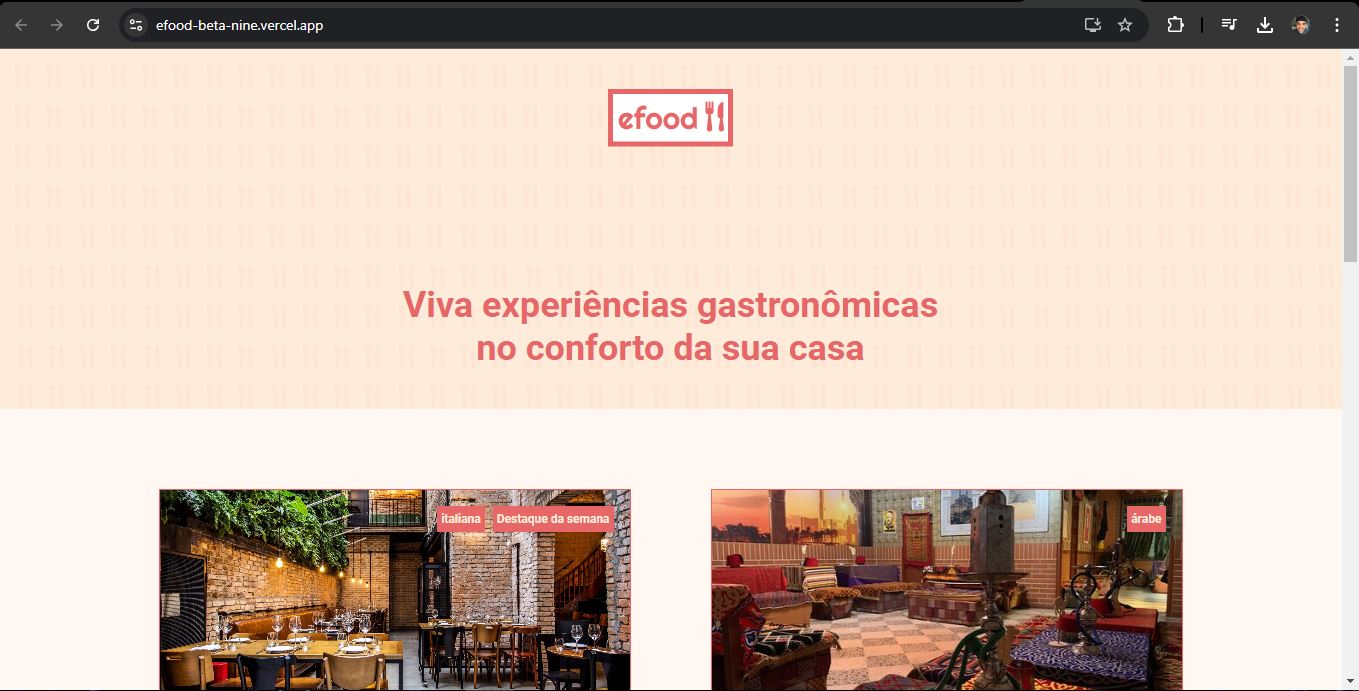 efood-beta-nine.vercel.app
efood
Viva experiências gastronômicas
no conforto da sua casa
italiana
Destaque da semana
árabe